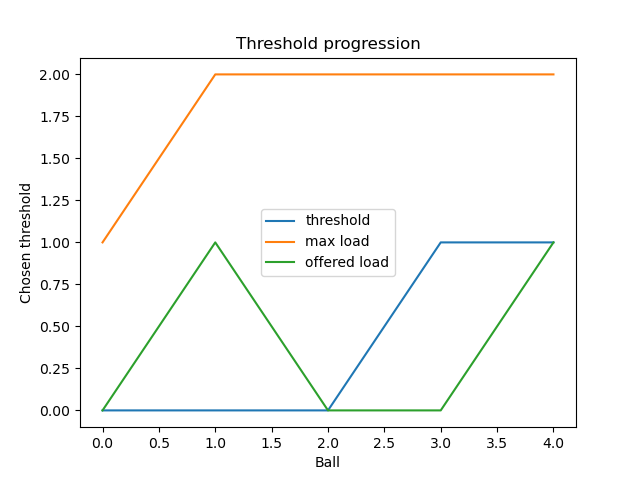 Threshold progression
Chosen threshold
2.00
1.75
1.50
1.25
1.00
0.75
0.50
0.25
0.00
threshold
max load
offered load
0.0 0.5 1.0 1.5 2.0 2.5 3.0 3.5 4.0
Ball